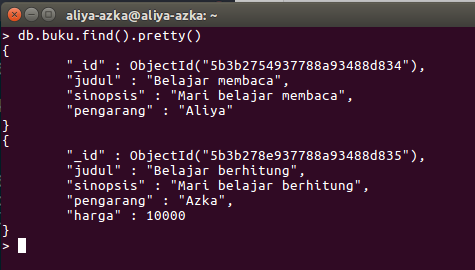 aliya-azka@aliya-azka: ~
> db.buku.find().pretty()
{
"_id" : ObjectId("5b3b2754937788a93488d834"),
"judul" : "Belajar membaca",
"sinopsis" : "Mari belajar membaca",
"pengarang" : "Aliya"
}
{
"_id" : ObjectId("5b3b278e937788a93488d835"),
"judul" : "Belajar berhitung",
"sinopsis" : "Mari belajar berhitung",
"pengarang" : "Azka",
"harga" : 10000
}
>